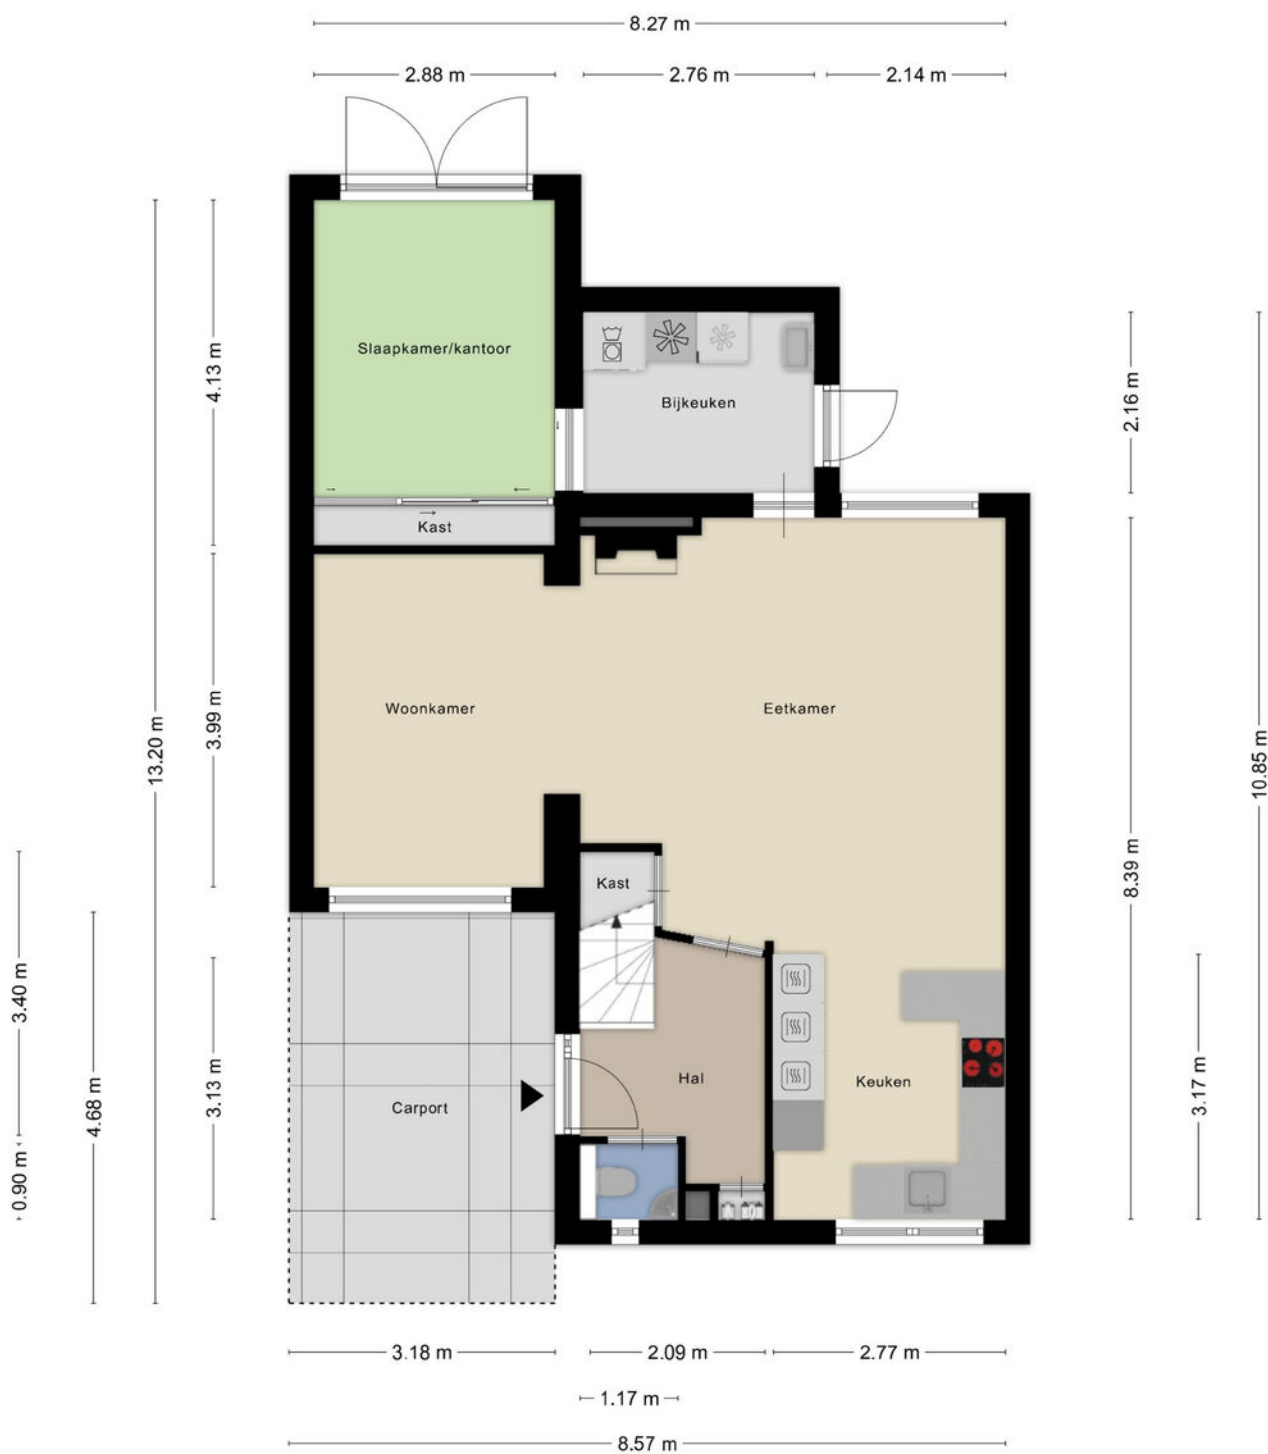 8.27 m
2.88 m
2.76 m
2.14 m
Slaapkamer/kantoor
4.13 m
Bijkeuken
2.16 m
Kast
Woonkamer
Eetkamer
3.99 m
13.20 m
10.85 m
8.39 m
Kast
3.40 m
4.68 m
3.13 m
Hal
Keuken
3.17 m
Carport
0.90 m
3.18 m
2.09 m
2.77 m
1.17 m
8.57 m